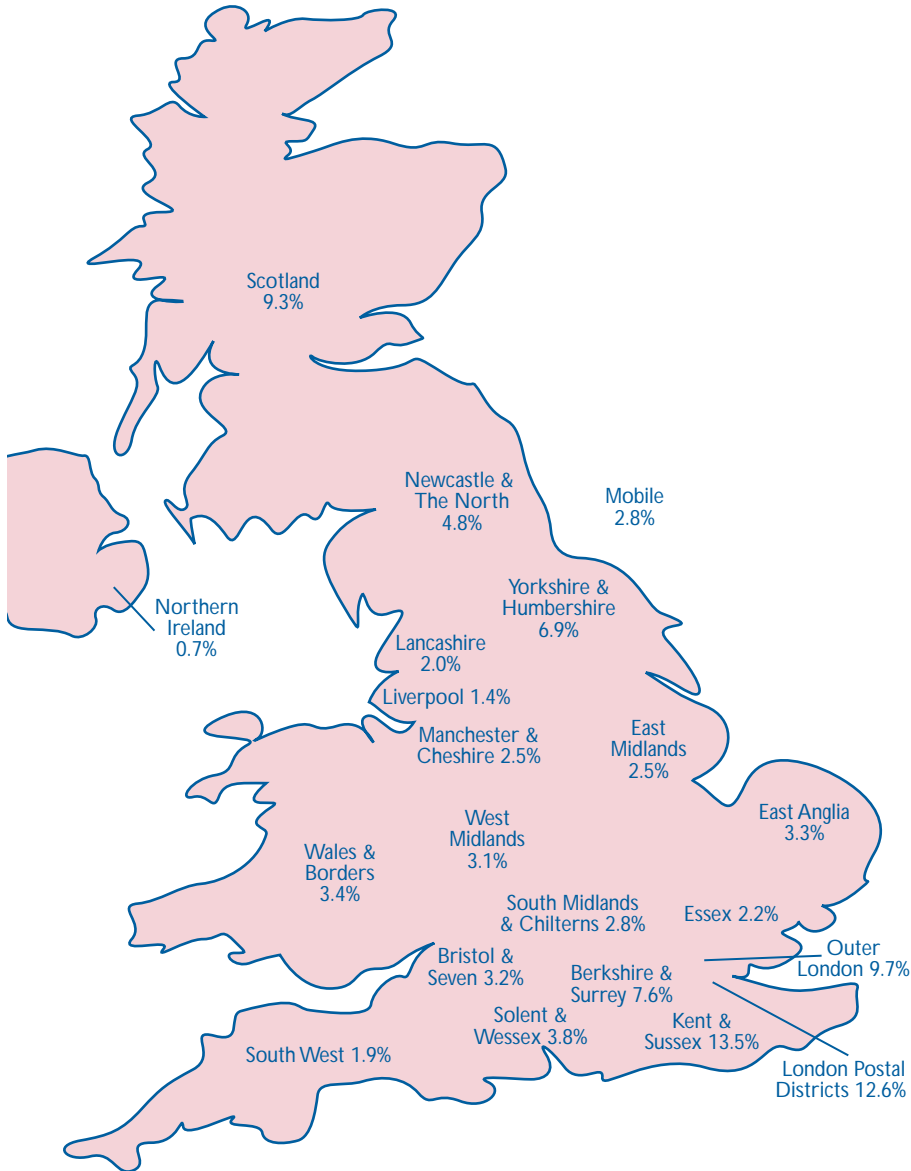 Scotland
9.3%
Newcastle &
The North
4.8%
Mobile
2.8%
Yorkshire &
Humbershire
6.9%
Northern
Ireland
0.7%
Lancashire
2.0%
Liverpool 1.4%
Manchester &
Cheshire 2.5%
East
Midlands
2.5%
East Anglia
3.3%
West
Midlands
3.1%
Wales &
Borders
3.4%
South Midlands
& Chilterns 2.8%
Essex 2.2%
Outer
London 9.7%
Bristol &
Seven 3.2%
Berkshire &
Surrey 7.6%
Solent &
Wessex 3.8%
Kent &
Sussex 13.5%
South West 1.9%
London Postal
Districts 12.6%